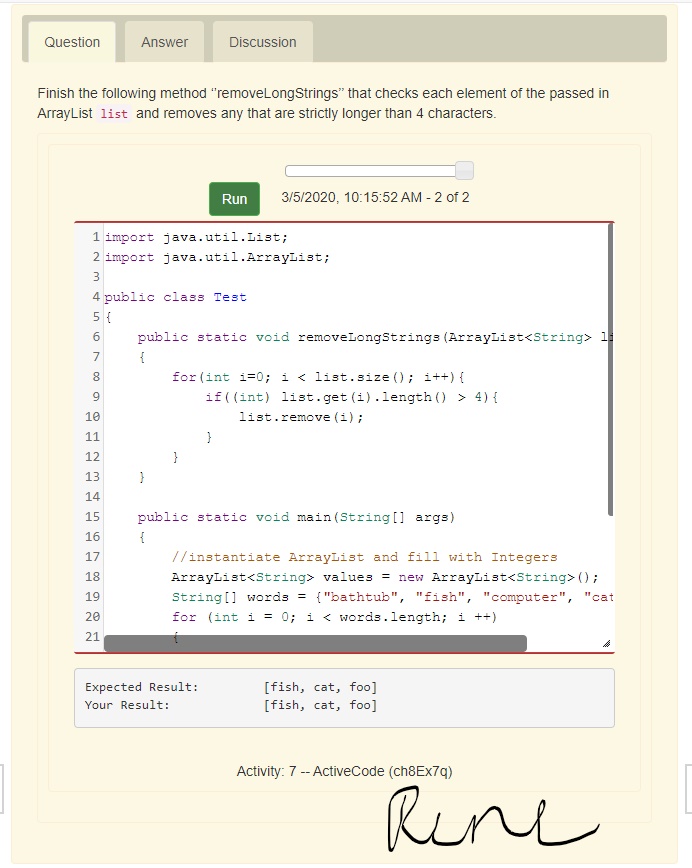 Question Answer Discussion
Finish the following method "removeLongStrings" that checks each element of the passed in
ArrayList list and removes any that are strictly longer than 4 characters.
Run 3/5/2020, 10:15:52 AM - 2 of 2
1 import java.util.List;
2 import java.util.ArrayList;
3
4 public class Test
5 {
6 public static void removeLongStrings(ArrayList<String> li
7 {
8 for(int i=0; i < list.size(); i++){
9 if((int) list.get(i).length() > 4){
10 list.remove(i);
11 }
12 }
13 }
14
15 public static void main(String[] args)
16 {
17 //instantiate ArrayList and fill with Integers
18 ArrayList<String> values = new ArrayList<String>();
19 String[] words = {"bathtub", "fish", "computer", "cat
20 for (int i = 0; i < words.length; i ++)
21 {
Expected Result: [fish, cat, foo]
Your Result: [fish, cat, foo]
Activity: 7 -- ActiveCode (ch8Ex7q)